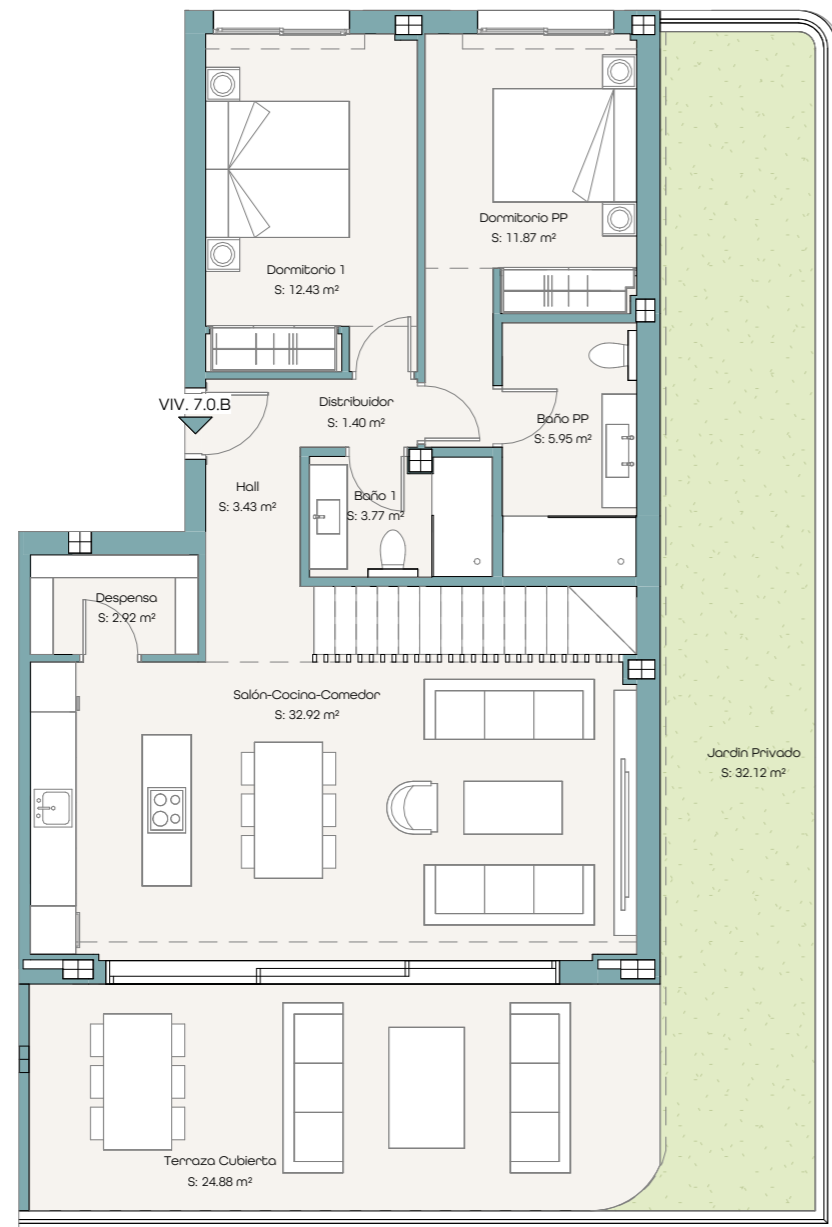 Dormitorio PP
S: 11.87 m²
Dormitorio 1
S: 12.43 m²
VIV. 7.0.B
Distribuidor
S: 1.40 m²
Baño PP
S: 5.95 m²
Hall
S: 3.43 m²
Baño 1
S: 3.77 m²
Despensa
S: 2.92 m²
Salón-Cocina-Comedor
S: 32.92 m²
Jardín Privado
S: 32.12 m²
Terraza Cubierta
S: 24.88 m²